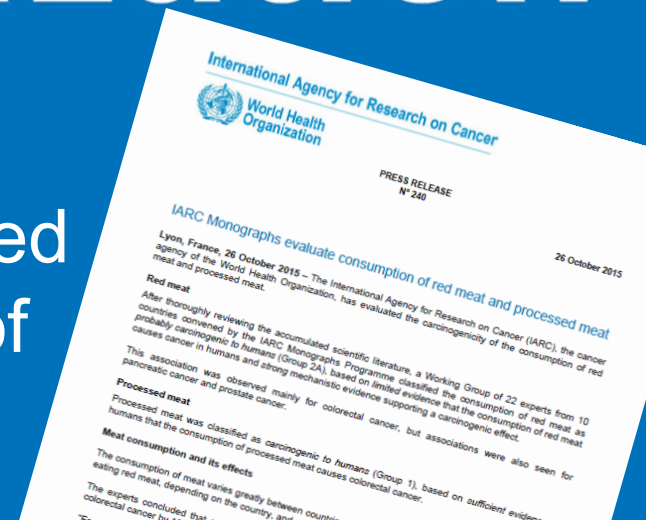 ed
of
International Agency for Research on Cancer
World Health
Organization
PRESS RELEASE
N° 240
26 October 2015
IARC Monographs evaluate consumption of red meat and processed meat
Lyon, France, 26 October 2015 – The International Agency for Research on Cancer (IARC), the cancer
agency of the World Health Organization, has evaluated the carcinogenicity of the consumption of red
meat and processed meat.
Red meat
After thoroughly reviewing the accumulated scientific literature, a Working Group of 22 experts from 10
countries convened by the IARC Monographs Programme classified the consumption of red meat as
probably carcinogenic to humans (Group 2A), based on limited evidence that the consumption of red meat
causes cancer in humans and strong mechanistic evidence supporting a carcinogenic effect.
This association was observed mainly for colorectal cancer, but associations were also seen for
pancreatic cancer and prostate cancer.
Processed meat
Processed meat was classified as carcinogenic to humans (Group 1), based on sufficient evidenc
humans that the consumption of processed meat causes colorectal cancer.
Meat consumption and its effects
The consumption of meat varies greatly between countri
eating red meat, depending on the country, and
The experts concluded that
colorectal cancer by